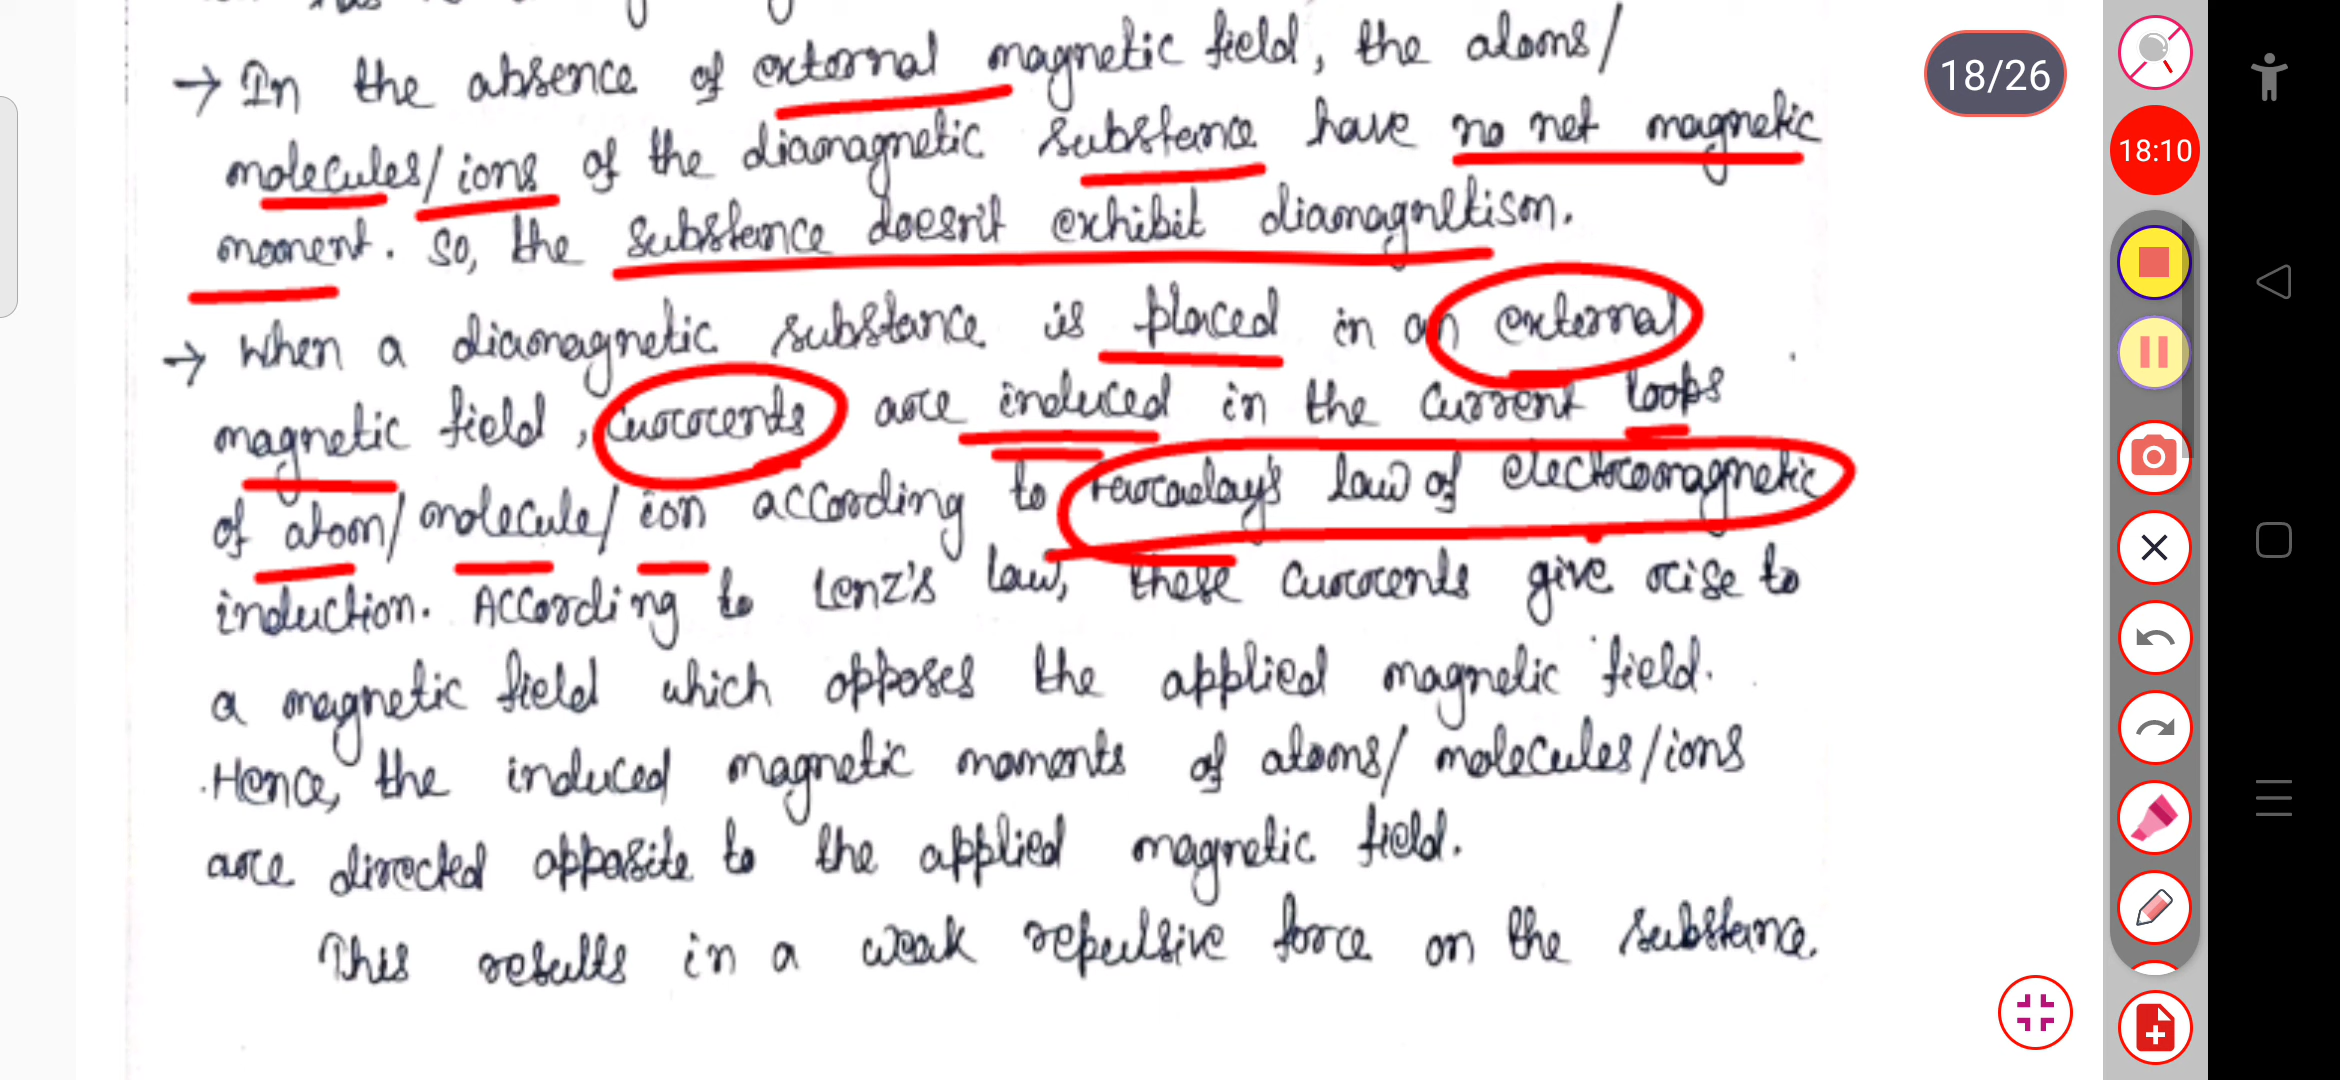 → In the absence of external magnetic field, the atoms/
molecules/ions of the diamagnetic substance have no net magnetic
moment. So, the substance doesn't exhibit diamagnetism.
→ When a diamagnetic substance is placed in an external
magnetic field, currents are induced in the current loops
of atom/molecule/ion according to Faraday's law of electromagnetic
induction. According to Lenz's law, these currents give rise to
a magnetic field which opposes the applied magnetic field.
Hence, the induced magnetic moments of atoms/molecules/ions
are directed opposite to the applied magnetic field.
This results in a weak repulsive force on the substance.
18/26
18:10